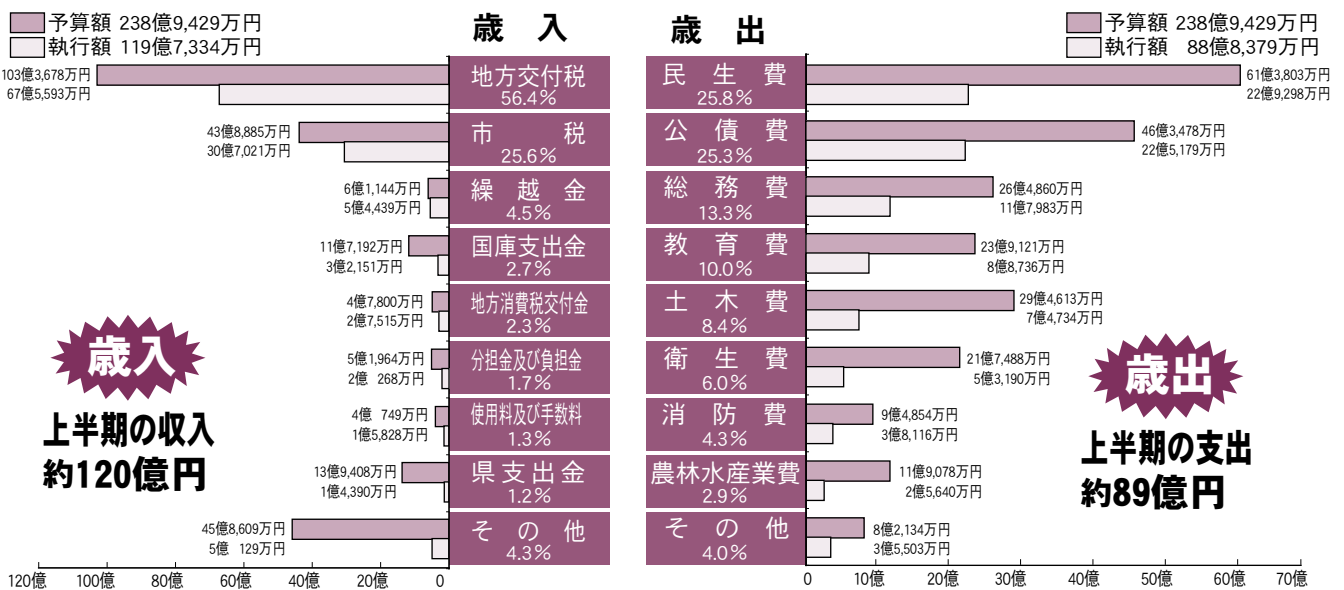 予算額 238億9,429万円
執行額 119億7,334万円
歳入
103億3,678万円
67億5,593万円
地方交付税
56.4%
43億8,885万円
30億7,021万円
市税
25.6%
6億1,144万円
5億4,439万円
繰越金
4.5%
11億7,192万円
3億2,151万円
国庫支出金
2.7%
4億7,800万円
2億7,515万円
地方消費税交付金
2.3%
5億1,964万円
2億 268万円
分担金及び負担金
1.7%
4億 749万円
1億5,828万円
使用料及び手数料
1.3%
13億9,408万円
1億4,390万円
県支出金
1.2%
45億8,609万円
5億 129万円
その他
4.3%
120億 100億 80億 60億 40億 20億 0
歳入
上半期の収入
約120億円
歳出
予算額 238億9,429万円
執行額 88億8,379万円
民生費
25.8%
61億3,803万円
22億9,298万円
公債費
25.3%
46億3,478万円
22億5,179万円
総務費
13.3%
26億4,860万円
11億7,983万円
教育費
10.0%
23億9,121万円
8億8,736万円
土木費
8.4%
29億4,613万円
7億4,734万円
衛生費
6.0%
21億7,488万円
5億3,190万円
消防費
4.3%
9億4,854万円
3億8,116万円
農林水産業費
2.9%
11億9,078万円
2億5,640万円
その他
4.0%
8億2,134万円
3億5,503万円
0 10億 20億 30億 40億 50億 60億 70億
歳出
上半期の支出
約89億円